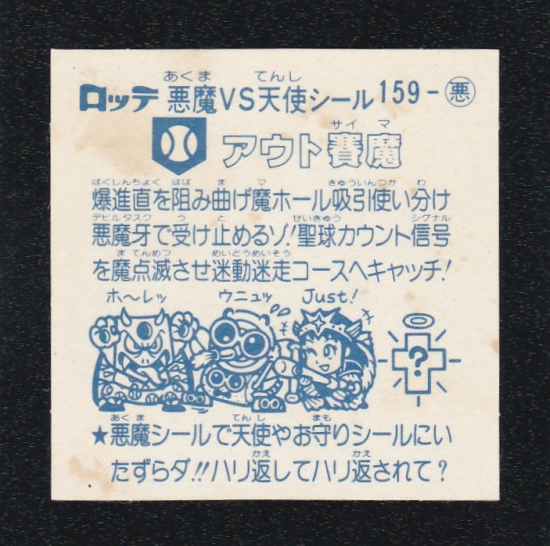 ロッテ 悪魔VS天使シール 159-悪
あくま てんし
アウト賽魔
サイマ
爆進直を阻み曲げ魔ホール吸引使い分け
ばくしんちょく はば ま マ きゅういんつか わ
悪魔牙で受け止めるゾ!聖球カウント信号
デビルタスク う と せいきゅう シグナル
を魔点滅させ迷動迷走コースへキャッチ!
ま てんめつ めいどうめいそう
ホ〜レッ ウニュッ Just!
?
★悪魔シールで天使やお守りシールにい
あくま てんし まも
たずらダ!!ハリ返してハリ返されて?
かえ かえ